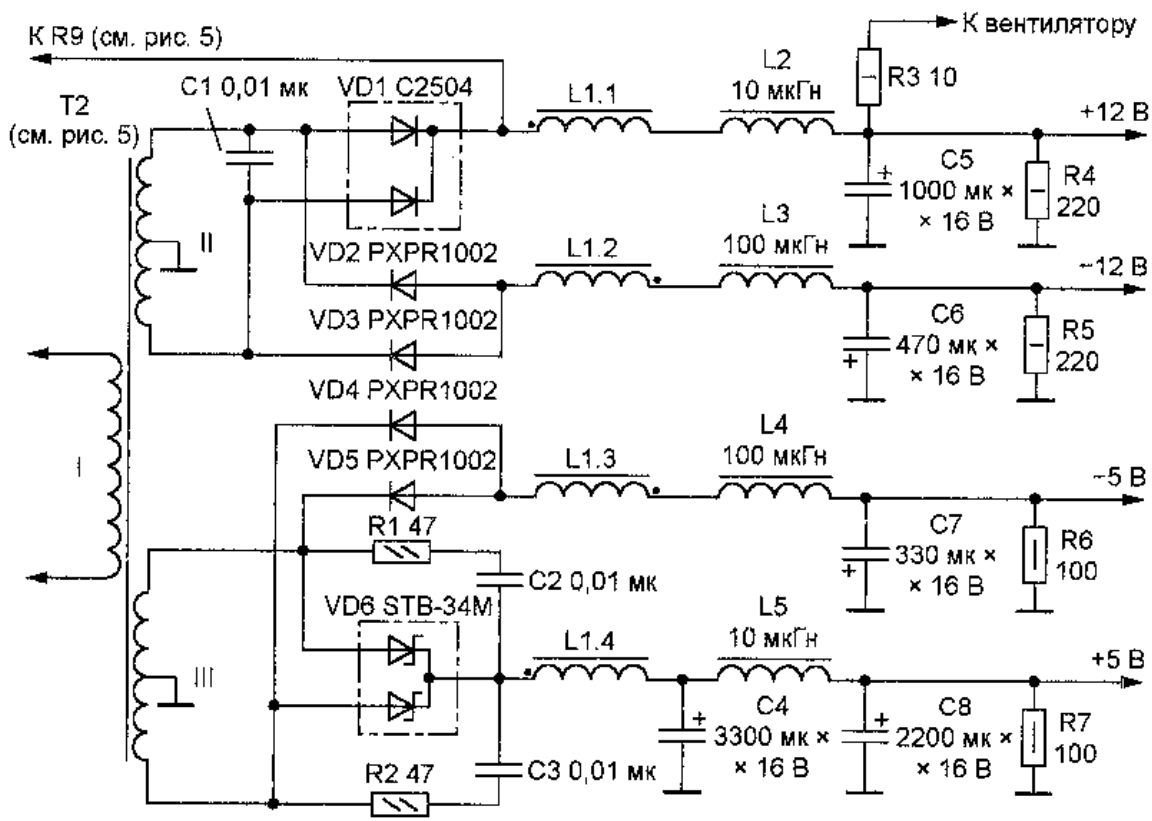 К вентилятору
К R9 (см. рис. 5)
R3 10
C1 0,01 мк
VD1 C2504
L1.1
L2
10 мкГн
T2
(см. рис. 5)
+12 В
C5
1000 мк ×
× 16 В
R4
220
II
VD2 PXPR1002
L1.2
L3
100 мкГн
−12 В
VD3 PXPR1002
C6
470 мк ×
× 16 В
R5
220
VD4 PXPR1002
I
VD5 PXPR1002
L1.3
L4
100 мкГн
−5 В
R1 47
C7
330 мк ×
× 16 В
R6
100
C2 0,01 мк
VD6 STB-34M
L1.4
L5
10 мкГн
+5 В
III
C4
3300 мк ×
× 16 В
C8
2200 мк ×
× 16 В
R7
100
R2 47
C3 0,01 мк